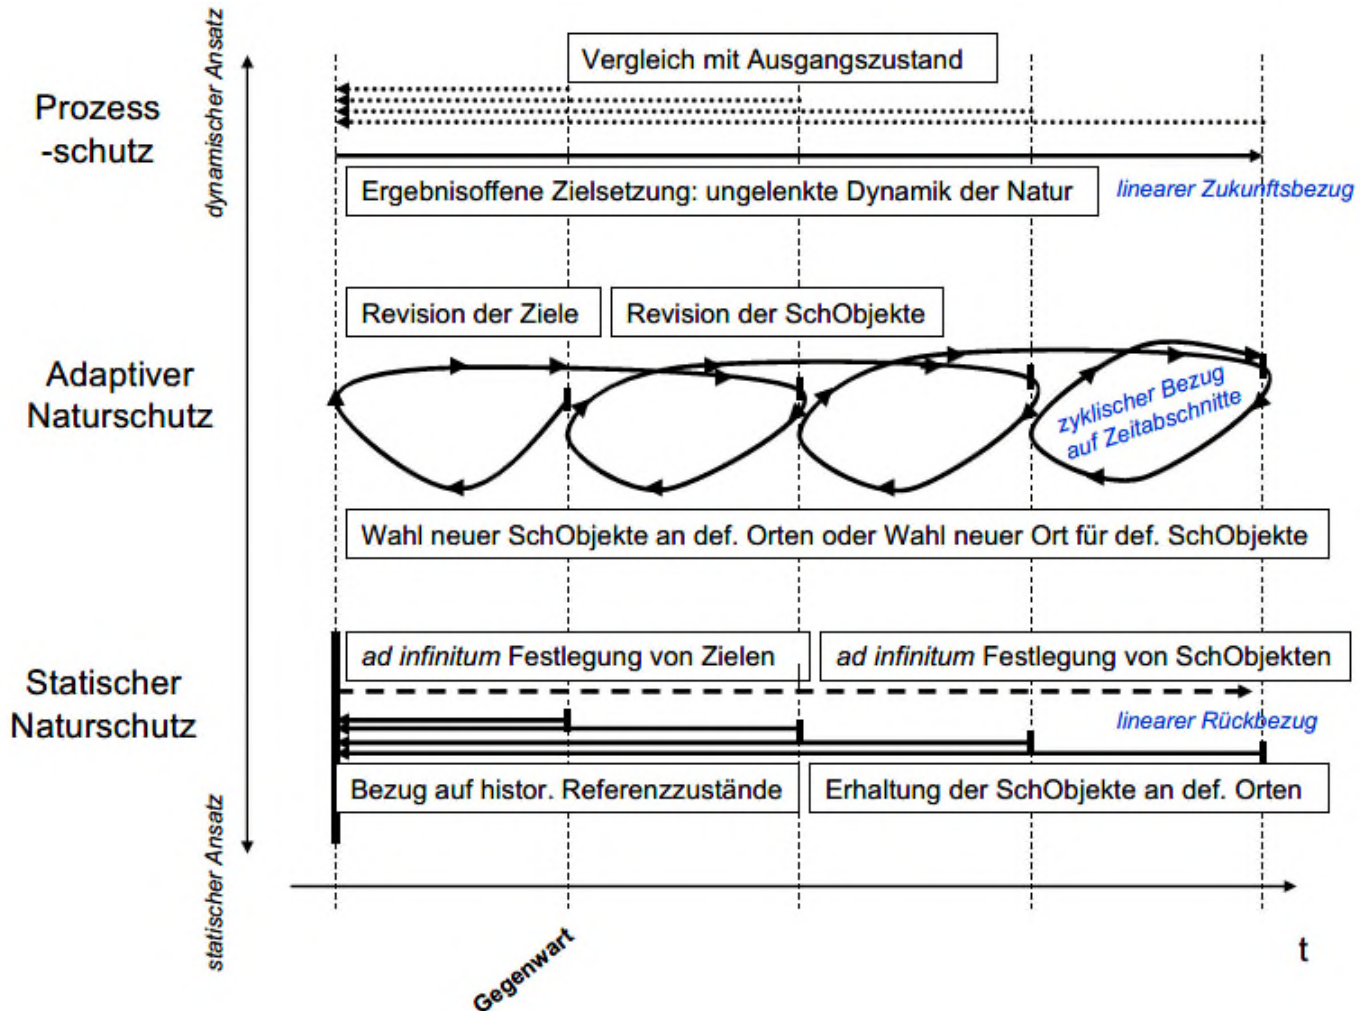 dynamischer Ansatz
Vergleich mit Ausgangszustand
Prozess
-schutz
Ergebnisoffene Zielsetzung: ungelenkte Dynamik der Natur
linearer Zukunftsbezug
Revision der Ziele
Revision der SchObjekte
Adaptiver
Naturschutz
zyklischer Bezug
auf Zeitabschnitte
Wahl neuer SchObjekte an def. Orten oder Wahl neuer Ort für def. SchObjekte
ad infinitum Festlegung von Zielen
ad infinitum Festlegung von SchObjekten
Statischer
Naturschutz
linearer Rückbezug
Bezug auf histor. Referenzzustände
Erhaltung der SchObjekte an def. Orten
statischer Ansatz
Gegenwart
t